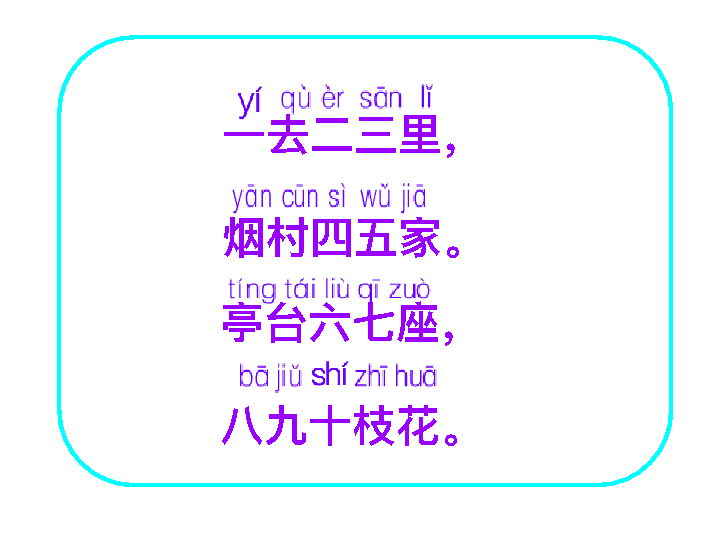 yí qù èr sān lǐ
一去二三里，
yān cūn sì wǔ jiā
烟村四五家。
tíng tái liù qī zuò
亭台六七座，
bā jiǔ shí zhī huā
八九十枝花。